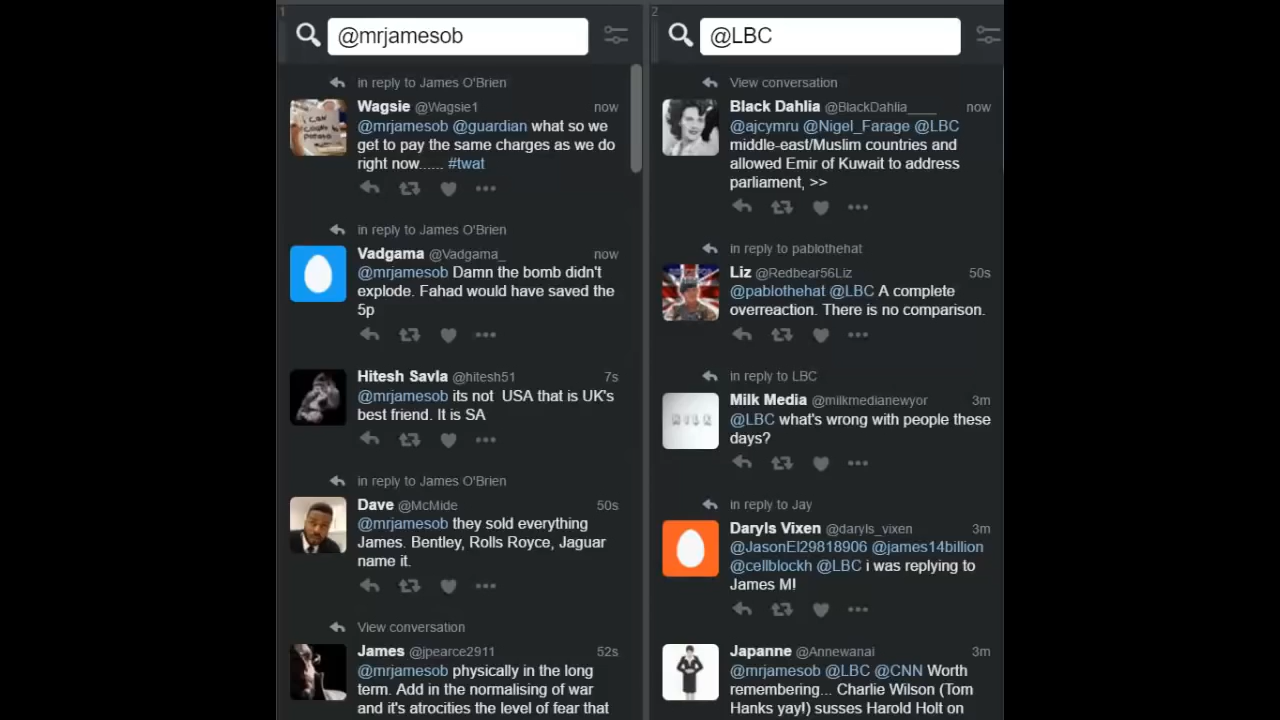 1
@mrjamesob
in reply to James O'Brien
Wagsie @Wagsie1 now
@mrjamesob @guardian what so we
get to pay the same charges as we do
right now...... #twat
in reply to James O'Brien
Vadgama @Vadgama_ now
@mrjamesob Damn the bomb didn't
explode. Fahad would have saved the
5p
Hitesh Savla @hitesh51 7s
@mrjamesob its not USA that is UK's
best friend. It is SA
in reply to James O'Brien
Dave @McMide 50s
@mrjamesob they sold everything
James. Bentley, Rolls Royce, Jaguar
name it.
View conversation
James @jpearce2911 52s
@mrjamesob physically in the long
term. Add in the normalising of war
and it's atrocities the level of fear that
2
@LBC
View conversation
Black Dahlia @BlackDahlia____ now
@ajcymru @Nigel_Farage @LBC
middle-east/Muslim countries and
allowed Emir of Kuwait to address
parliament, >>
in reply to pablothehat
Liz @Redbear56Liz 50s
@pablothehat @LBC A complete
overreaction. There is no comparison.
in reply to LBC
Milk Media @milkmedianewyor 3m
@LBC what's wrong with people these
days?
in reply to Jay
Daryls Vixen @daryls_vixen 3m
@JasonEl29818906 @james14billion
@cellblockh @LBC i was replying to
James M!
Japanne @Annewanai 3m
@mrjamesob @LBC @CNN Worth
remembering... Charlie Wilson (Tom
Hanks yay!) susses Harold Holt on